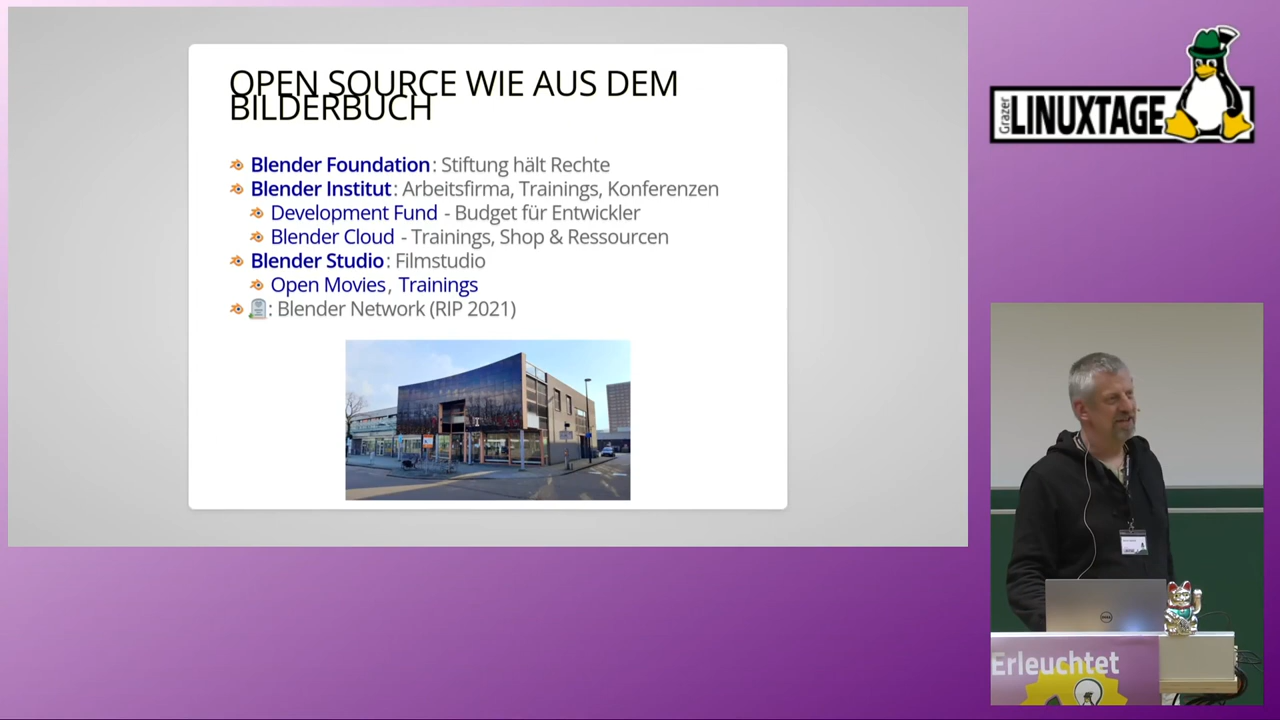 OPEN SOURCE WIE AUS DEM
BILDERBUCH
Blender Foundation: Stiftung hält Rechte
Blender Institut: Arbeitsfirma, Trainings, Konferenzen
Development Fund - Budget für Entwickler
Blender Cloud - Trainings, Shop & Ressourcen
Blender Studio: Filmstudio
Open Movies, Trainings
: Blender Network (RIP 2021)
Grazer
LINUXTAGE
DELL
Erleuchtet